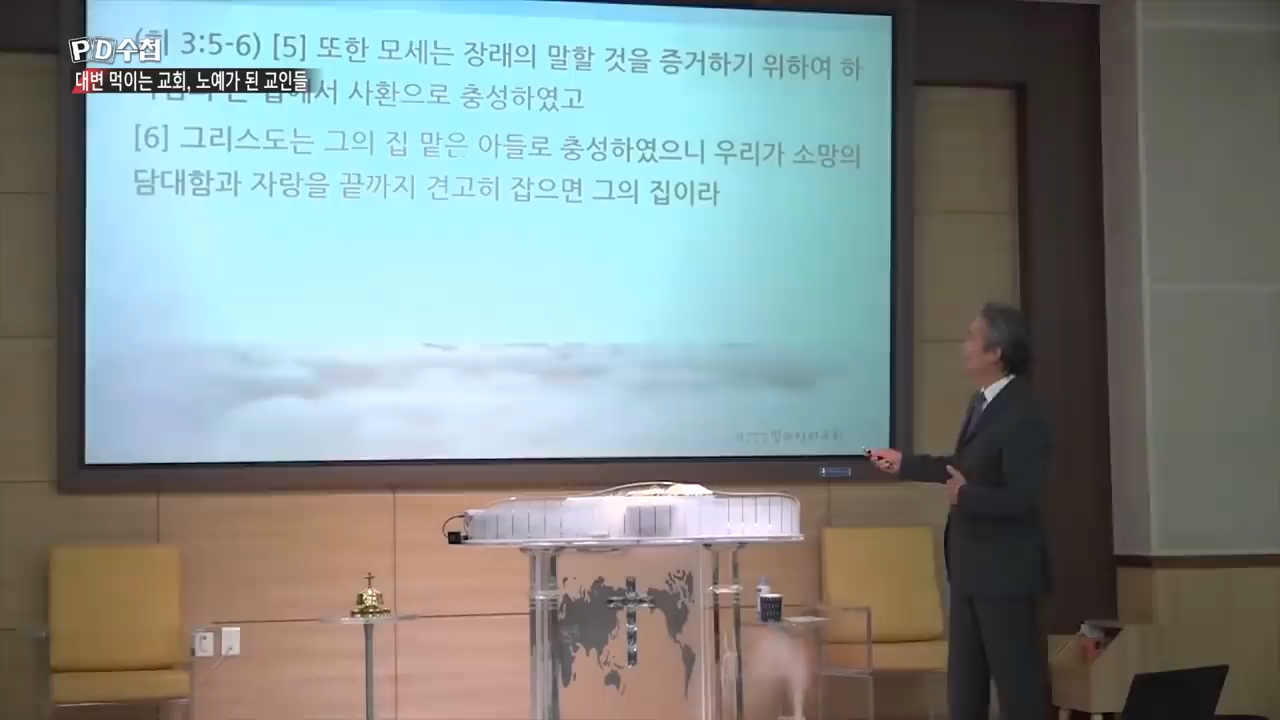 PD수첩
대변 먹이는 교회, 노예가 된 교인들
3:5-6) [5] 또한 모세는 장래의 말할 것을 증거하기 위하여 하
집에서 사환으로 충성하였고
[6] 그리스도는 그의 집 맡은 아들로 충성하였으니 우리가 소망의
담대함과 자랑을 끝까지 견고히 잡으면 그의 집이라